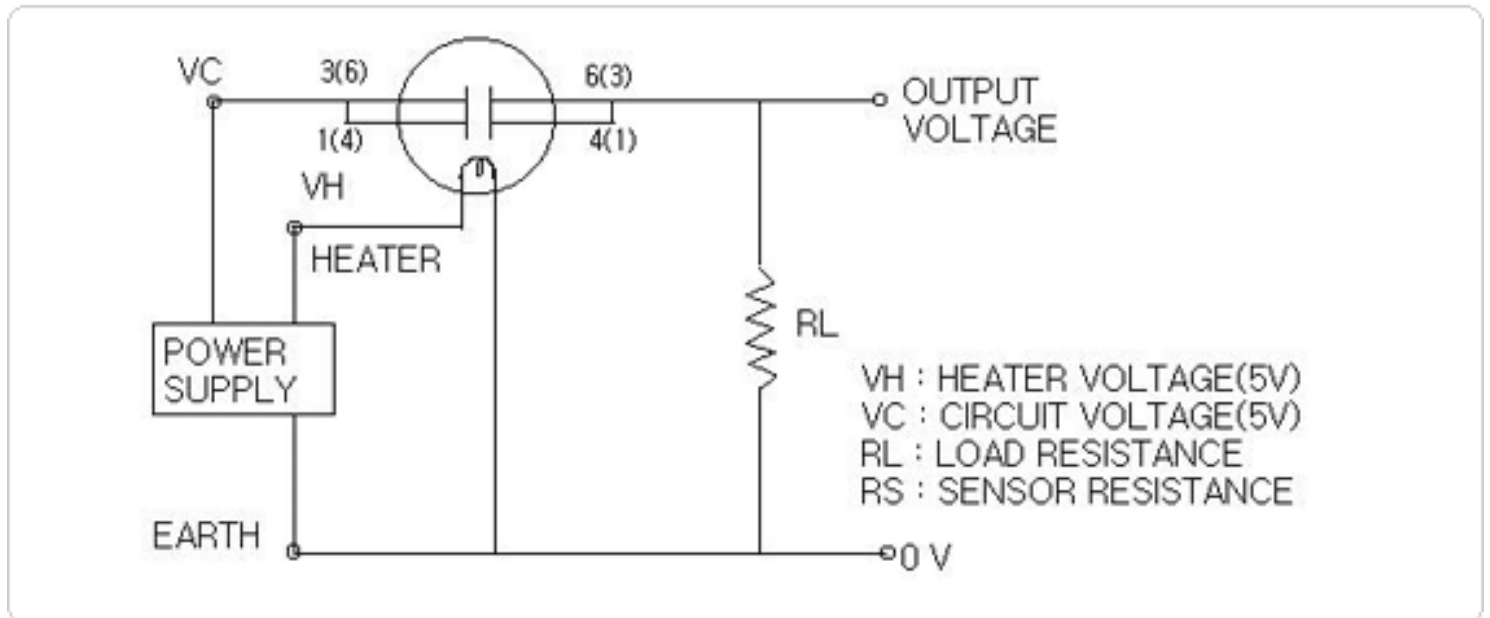 VC
3(6)
6(3)
OUTPUT
VOLTAGE
1(4)
4(1)
VH
HEATER
RL
POWER
SUPPLY
VH : HEATER VOLTAGE(5V)
VC : CIRCUIT VOLTAGE(5V)
RL : LOAD RESISTANCE
RS : SENSOR RESISTANCE
EARTH
0 V